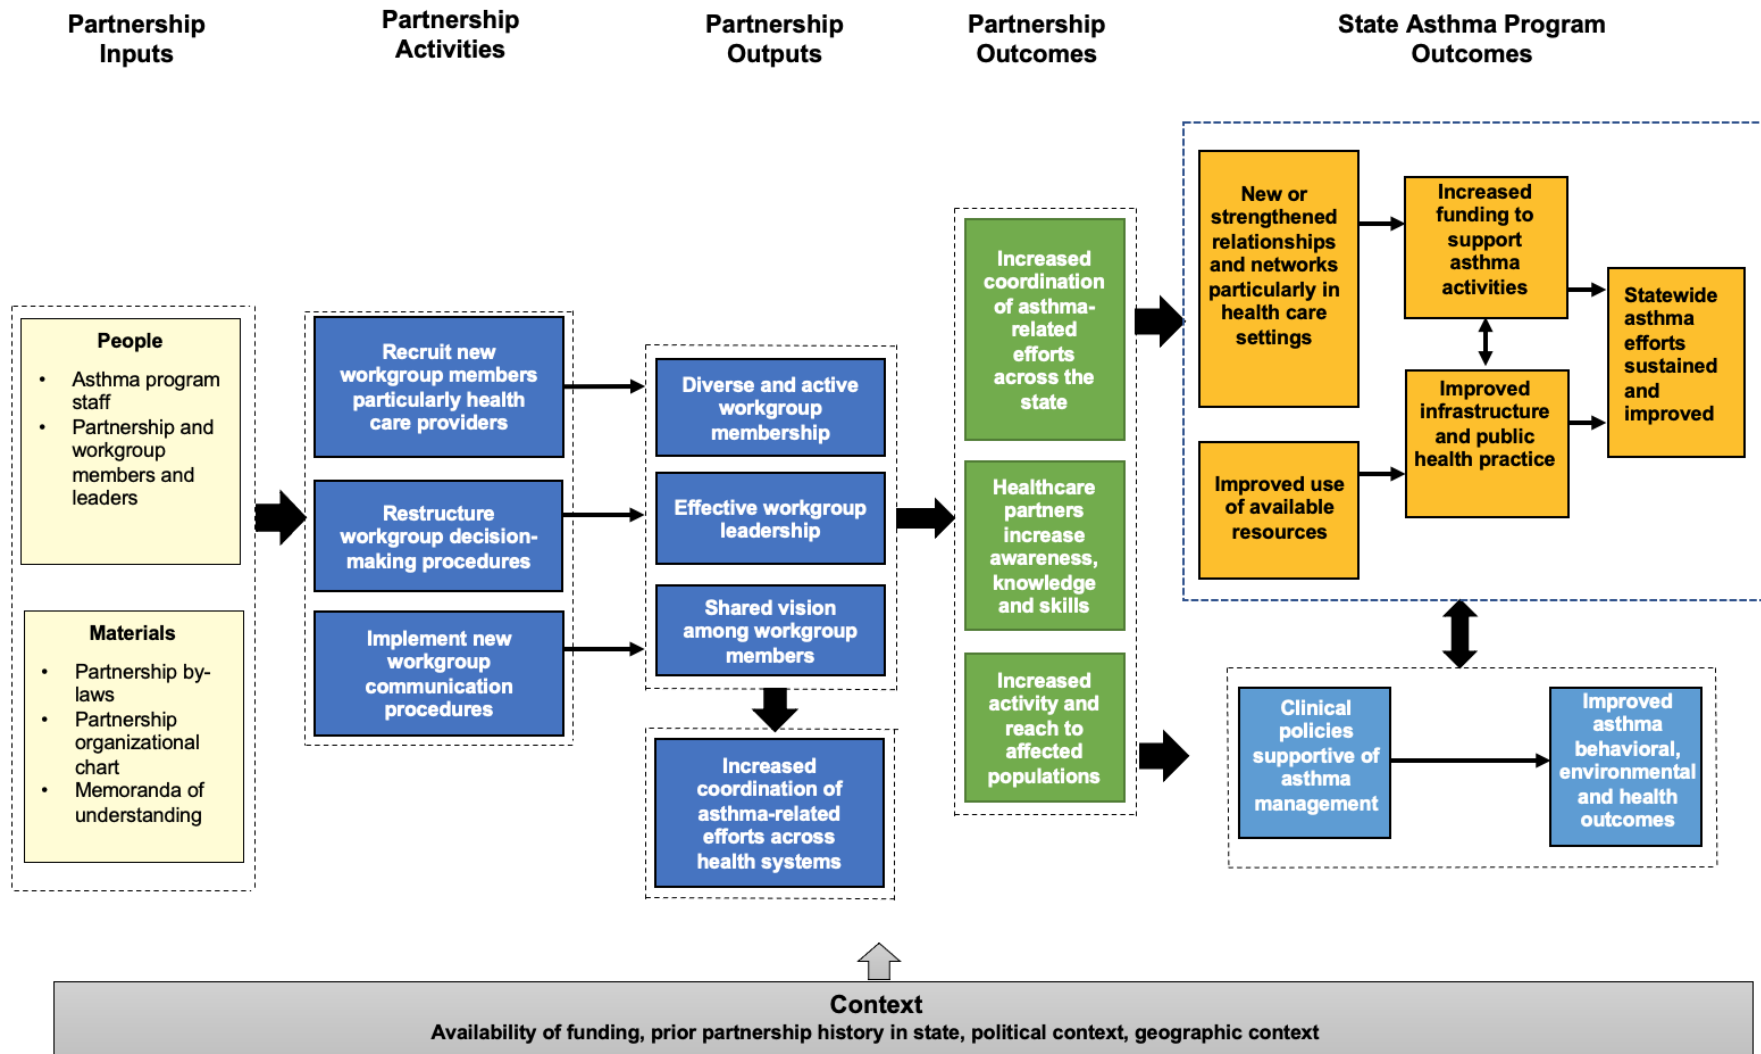 Partnership
Inputs
Partnership
Activities
Partnership
Outputs
Partnership
Outcomes
State Asthma Program
Outcomes
People
• Asthma program
staff
• Partnership and
workgroup
members and
leaders
Materials
• Partnership by-
laws
• Partnership
organizational
chart
• Memoranda of
understanding
Recruit new
workgroup members
particularly health
care providers
Restructure
workgroup decision-
making procedures
Implement new
workgroup
communication
procedures
Diverse and active
workgroup
membership
Effective workgroup
leadership
Shared vision
among workgroup
members
Increased
coordination of
asthma-related
efforts across
health systems
Increased
coordination
of asthma-
related
efforts
across the
state
Healthcare
partners
increase
awareness,
knowledge
and skills
Increased
activity and
reach to
affected
populations
New or
strengthened
relationships
and networks
particularly in
health care
settings
Improved use
of available
resources
Increased
funding to
support
asthma
activities
Improved
infrastructure
and public
health practice
Statewide
asthma
efforts
sustained
and
improved
Clinical
policies
supportive of
asthma
management
Improved
asthma
behavioral,
environmental
and health
outcomes
Context
Availability of funding, prior partnership history in state, political context, geographic context